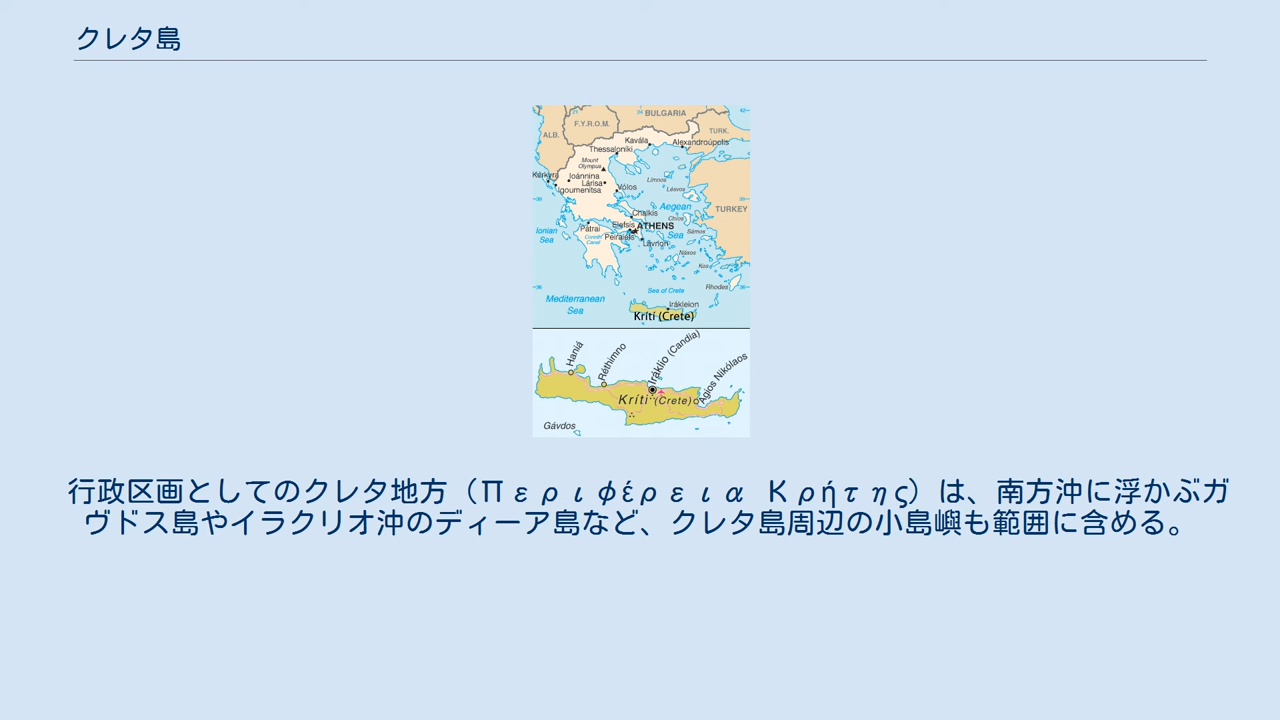 クレタ島
BULGARIA
F.Y.R.O.M.
ALB.
TURK.
Kavála
Alexandroúpolis
Thessaloníki
Mount
Olympus
Kérkyra
Ioánnina
Lárisa
Igoumenítsa
Vólos
Límnos
Lésvos
Aegean
Sea
TURKEY
Chalkís
Chíos
Ionian
Sea
Pátrai
Elefsís
ATHENS
Corinth
Canal
Peiraiéfs
Sámos
Lávrion
Náxos
Kos
Rhodes
Sea of Crete
Mediterranean
Sea
Irákleion
Kríti (Crete)
Haniá
Réthimno
Iráklio (Candia)
Ágios Nikólaos
Kríti (Crete)
Gávdos
行政区画としてのクレタ地方（Περιφέρεια Κρήτης）は、南方沖に浮かぶガ
ヴドス島やイラクリオ沖のディーア島など、クレタ島周辺の小島嶼も範囲に含める。